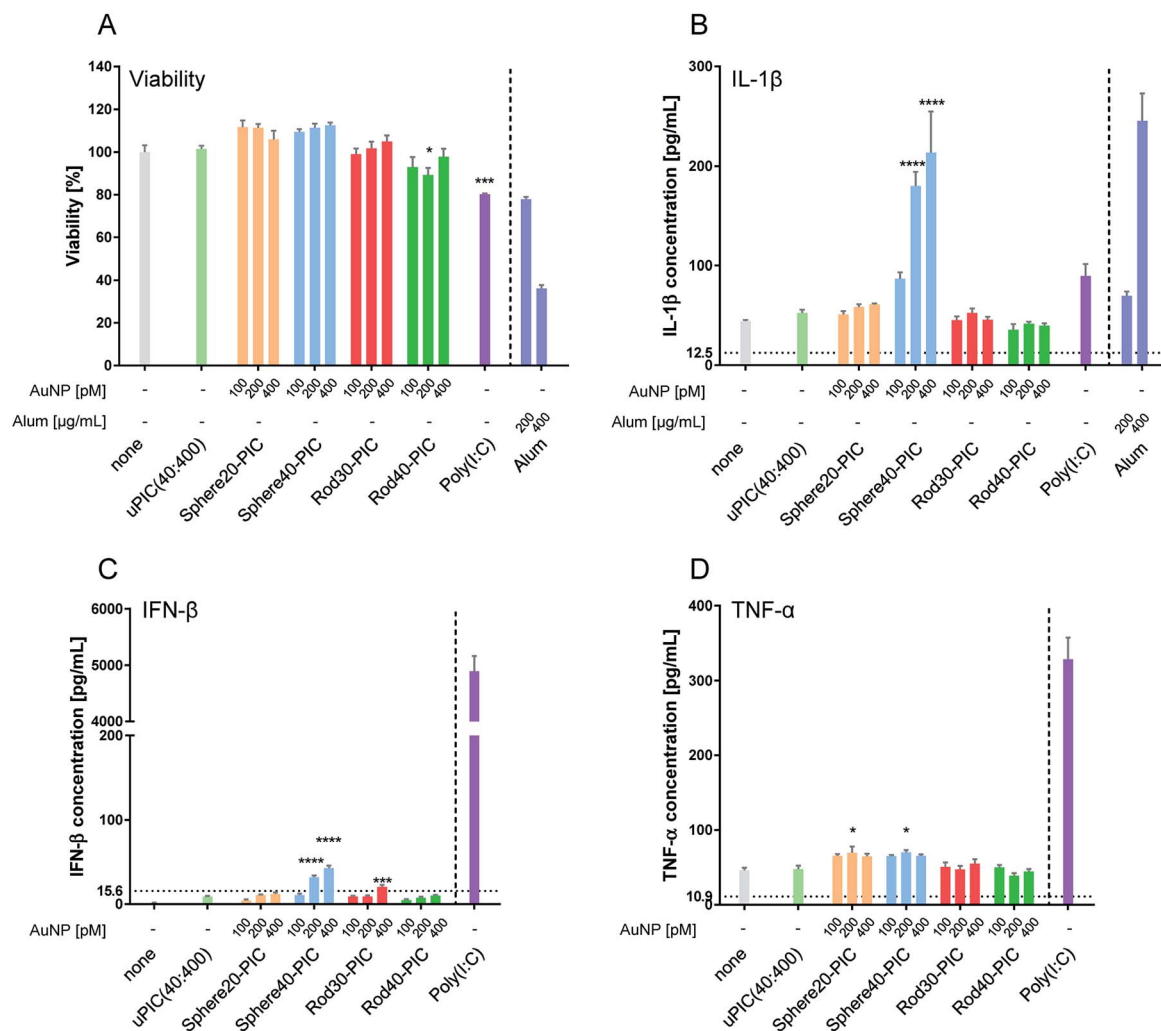 A
Viability
140
120
100
80
60
40
20
0
Viability [%]
* ***
AuNP [pM] - - 100 200 400 100 200 400 100 200 400 100 200 400 - -
Alum [µg/mL] - - - - - - - 200 400
none uPIC(40:400) Sphere20-PIC Sphere40-PIC Rod30-PIC Rod40-PIC Poly(I:C) Alum
B
IL-1β
300
200
100
12.5
0
IL-1β concentration [pg/mL]
**** ****
AuNP [pM] - - 100 200 400 100 200 400 100 200 400 100 200 400 - -
Alum [µg/mL] - - - - - - - 200 400
none uPIC(40:400) Sphere20-PIC Sphere40-PIC Rod30-PIC Rod40-PIC Poly(I:C) Alum
C
IFN-β
6000
5000
4000
200
100
15.6
0
IFN-β concentration [pg/mL]
**** **** ***
AuNP [pM] - - 100 200 400 100 200 400 100 200 400 100 200 400 -
none uPIC(40:400) Sphere20-PIC Sphere40-PIC Rod30-PIC Rod40-PIC Poly(I:C)
D
TNF-α
400
300
200
100
10.9
0
TNF-α concentration [pg/mL]
* *
AuNP [pM] - - 100 200 400 100 200 400 100 200 400 100 200 400 -
none uPIC(40:400) Sphere20-PIC Sphere40-PIC Rod30-PIC Rod40-PIC Poly(I:C)